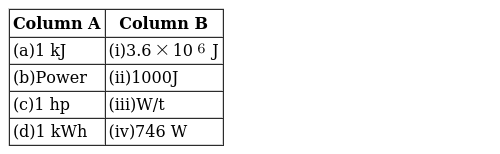 Column A Column B
(a)1 kJ (i)3.6 × 10 ⁶ J
(b)Power (ii)1000J
(c)1 hp (iii)W/t
(d)1 kWh (iv)746 W